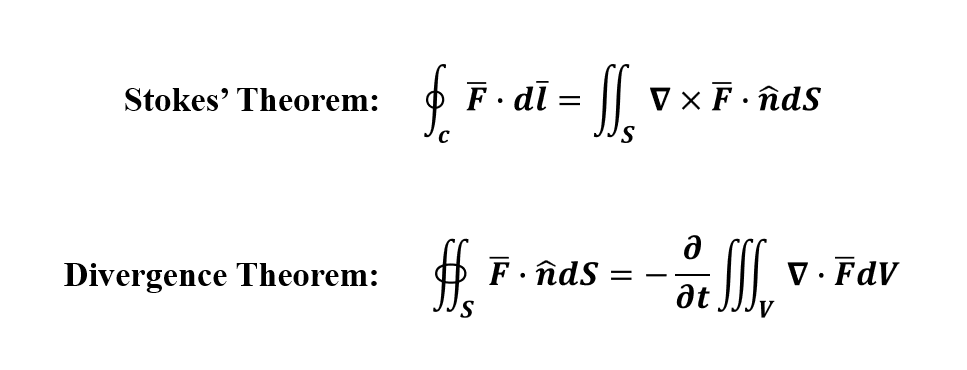 Stokes’ Theorem: ∮_c F̅ · dl̅ = ∬_S ∇ × F̅ · n̂dS
Divergence Theorem: ∯_S F̅ · n̂dS = −∂/∂t ∭_V ∇ · F̅dV